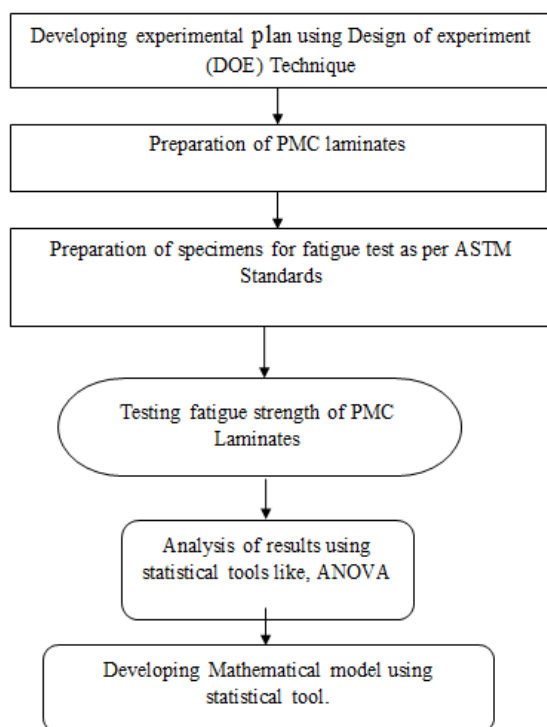 Developing experimental plan using Design of experiment
(DOE) Technique
Preparation of PMC laminates
Preparation of specimens for fatigue test as per ASTM
Standards
Testing fatigue strength of PMC
Laminates
Analysis of results using
statistical tools like, ANOVA
Developing Mathematical model using
statistical tool.